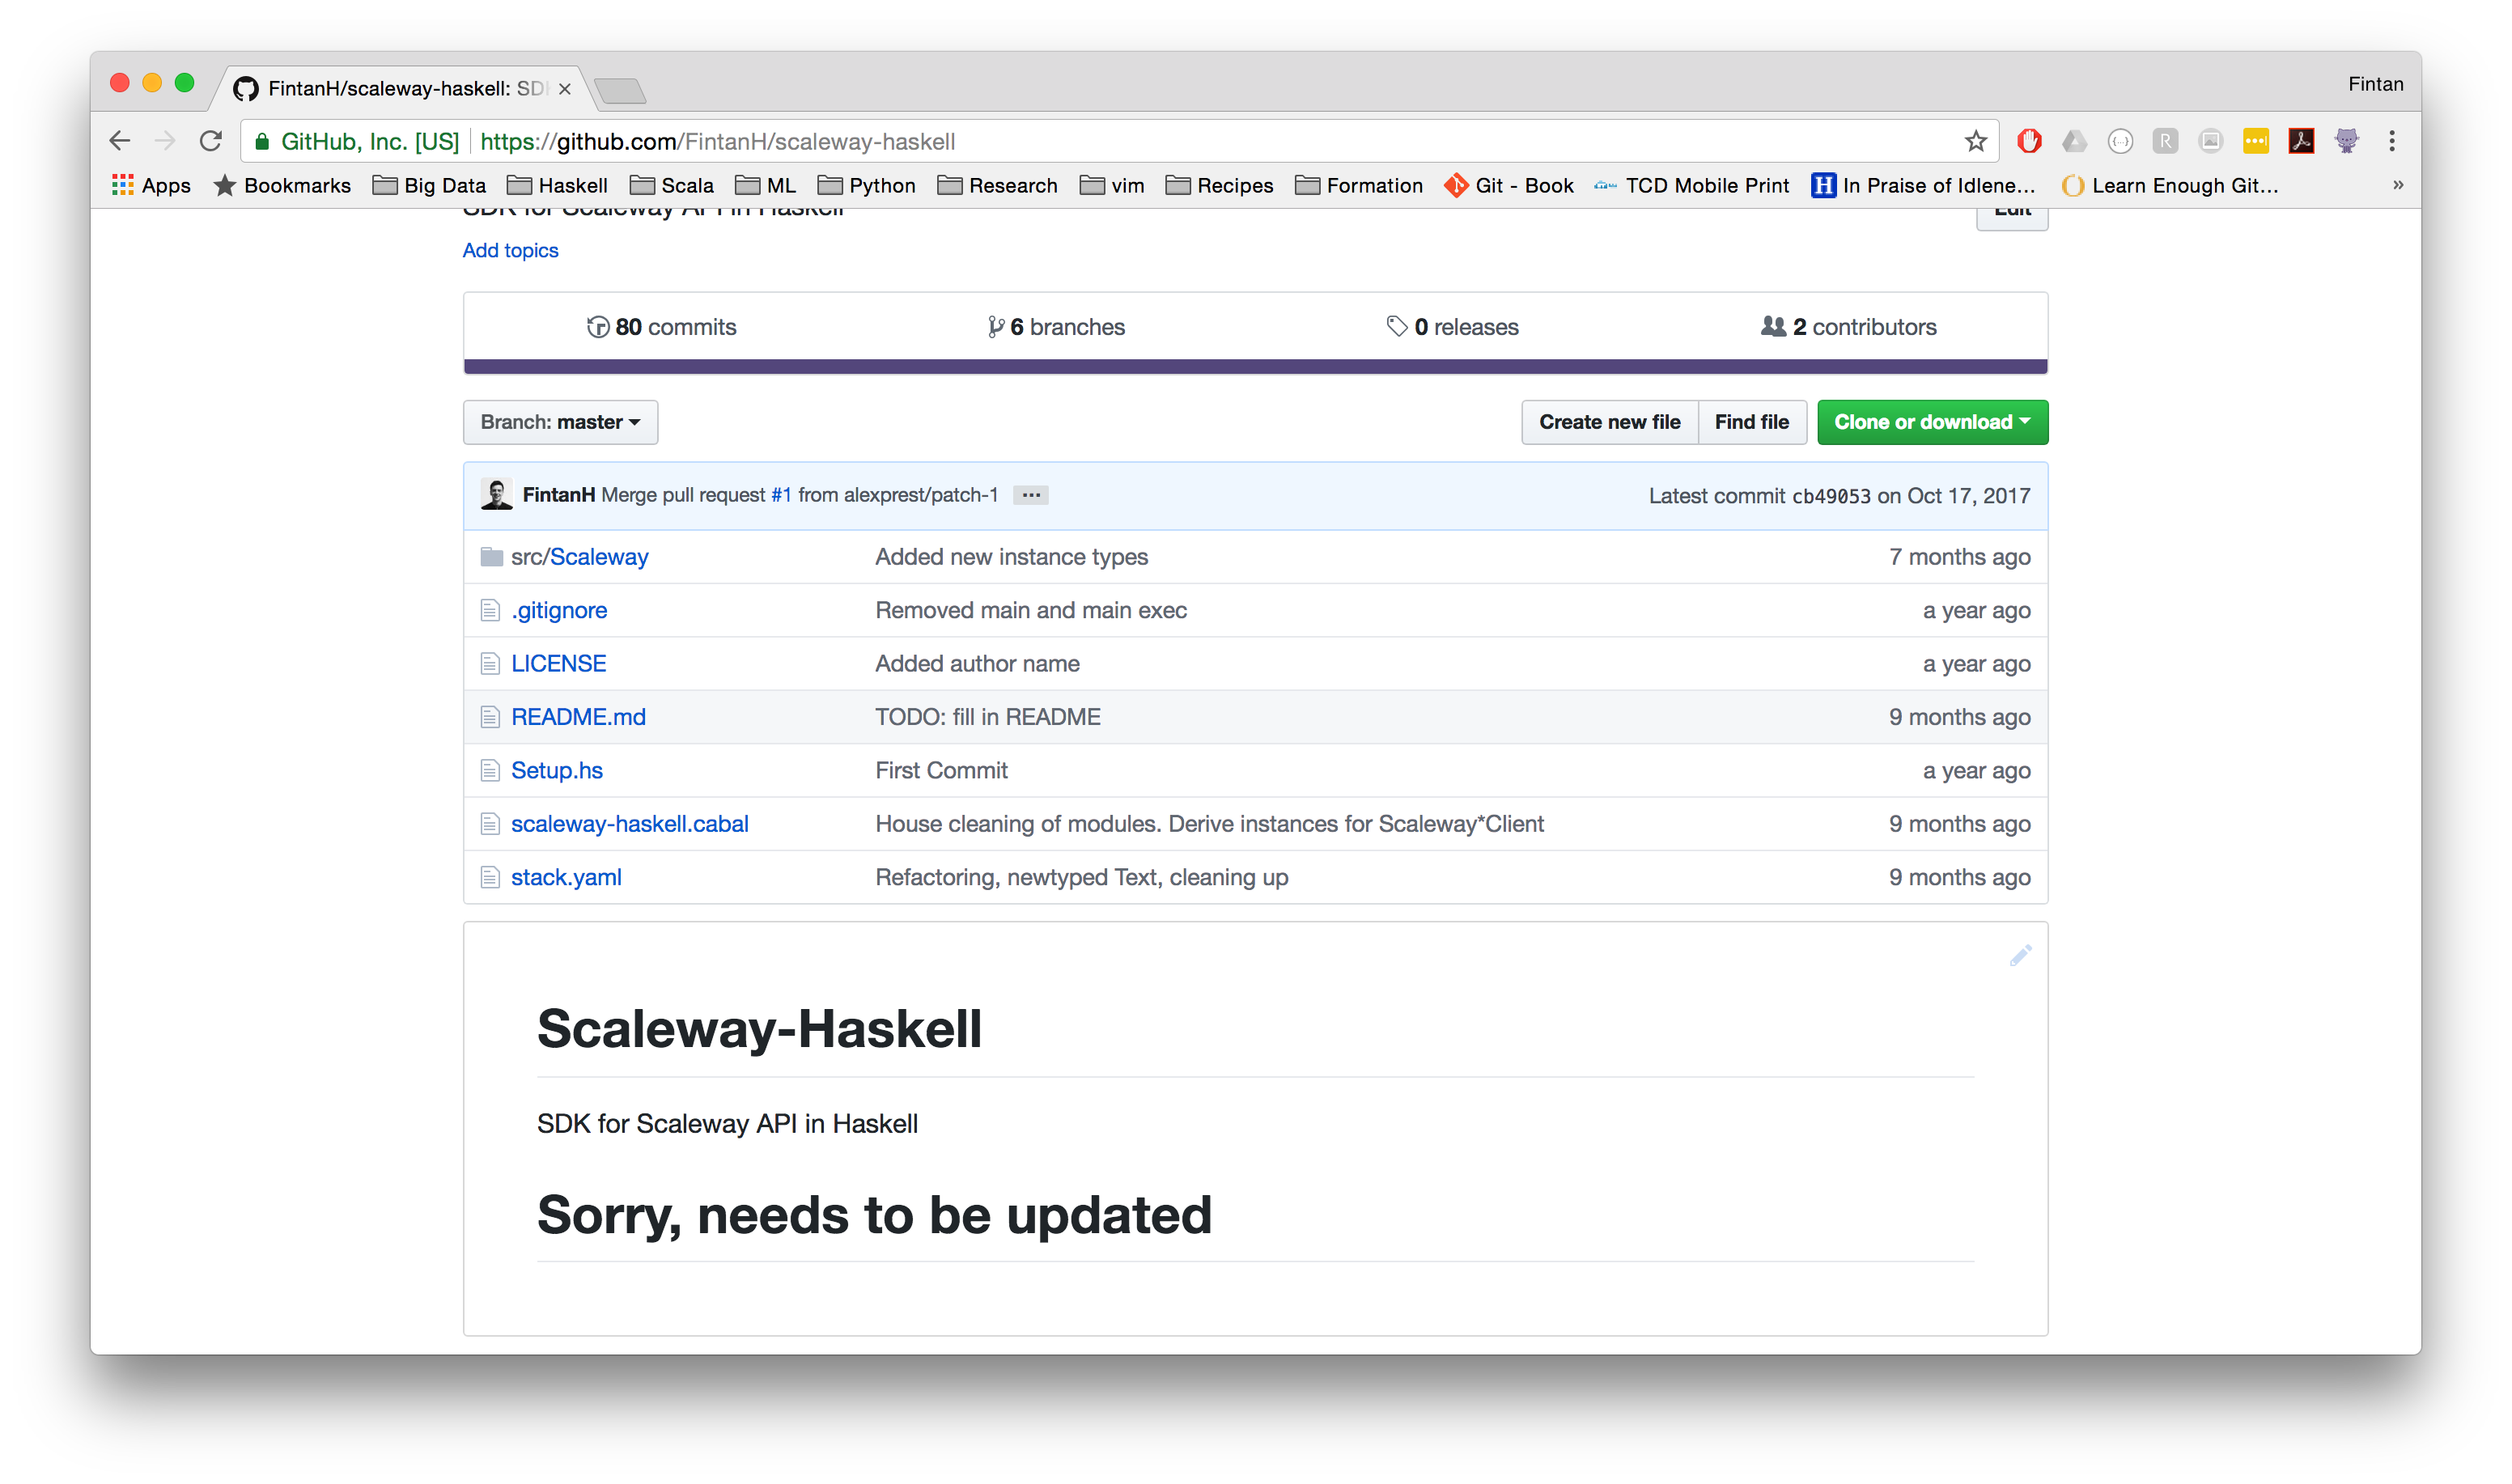 FintanH/scaleway-haskell: SD
Fintan
GitHub, Inc. [US] https://github.com/FintanH/scaleway-haskell
Apps Bookmarks Big Data Haskell Scala ML Python Research vim Recipes Formation Git - Book TCD Mobile Print In Praise of Idlene... Learn Enough Git... »
SDK for Scaleway API in Haskell Edit
Add topics
80 commits 6 branches 0 releases 2 contributors
Branch: master Create new file Find file Clone or download
FintanH Merge pull request #1 from alexprest/patch-1 ... Latest commit cb49053 on Oct 17, 2017
src/Scaleway Added new instance types 7 months ago
.gitignore Removed main and main exec a year ago
LICENSE Added author name a year ago
README.md TODO: fill in README 9 months ago
Setup.hs First Commit a year ago
scaleway-haskell.cabal House cleaning of modules. Derive instances for Scaleway*Client 9 months ago
stack.yaml Refactoring, newtyped Text, cleaning up 9 months ago
Scaleway-Haskell
SDK for Scaleway API in Haskell
Sorry, needs to be updated